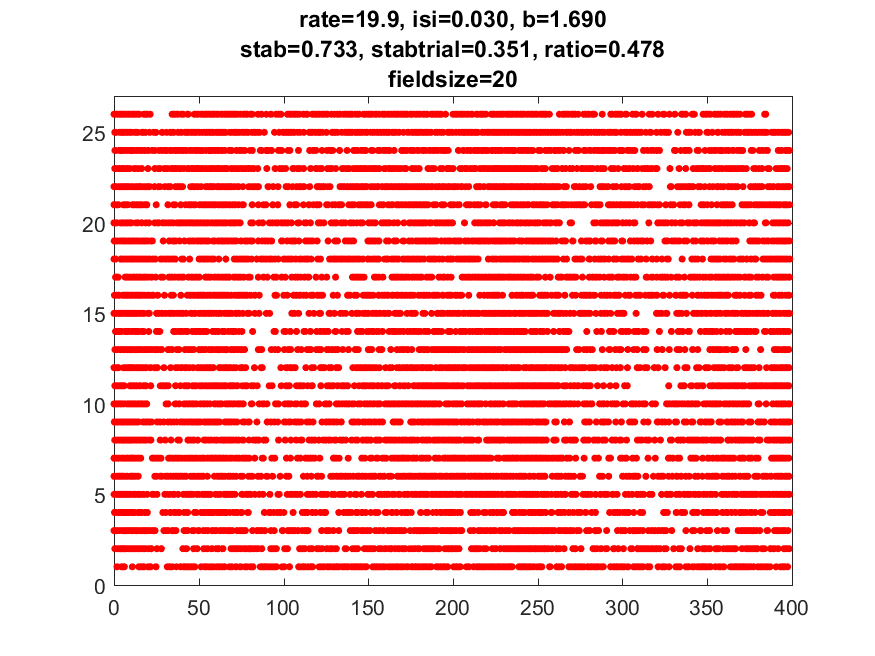 rate=19.9, isi=0.030, b=1.690
stab=0.733, stabtrial=0.351, ratio=0.478
fieldsize=20
25
20
15
10
5
0
0 50 100 150 200 250 300 350 400